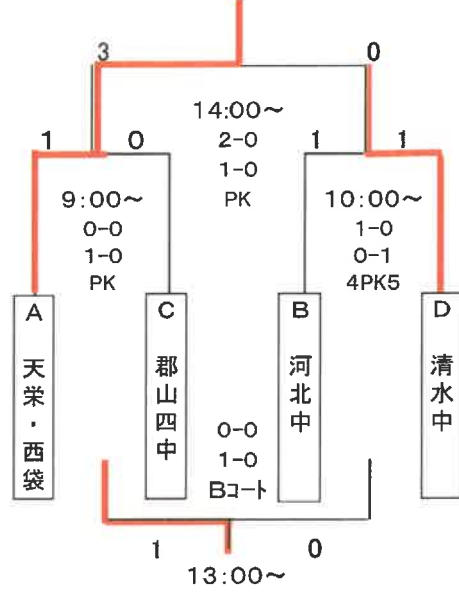 3 0
14:00～
2-0
1-0
PK
1 0
1 1
9:00～
0-0
1-0
PK
10:00～
1-0
0-1
4PK5
A
天栄・西袋
C
郡山四中
B
河北中
D
清水中
0-0
1-0
Bコート
1 0
13:00～